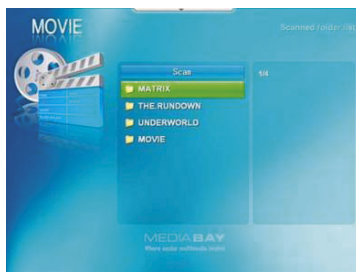 MOVIE
Scanned folder list
Scan
1/4
MATRIX
THE.RUNDOWN
UNDERWORLD
MOVIE
MEDIABAY